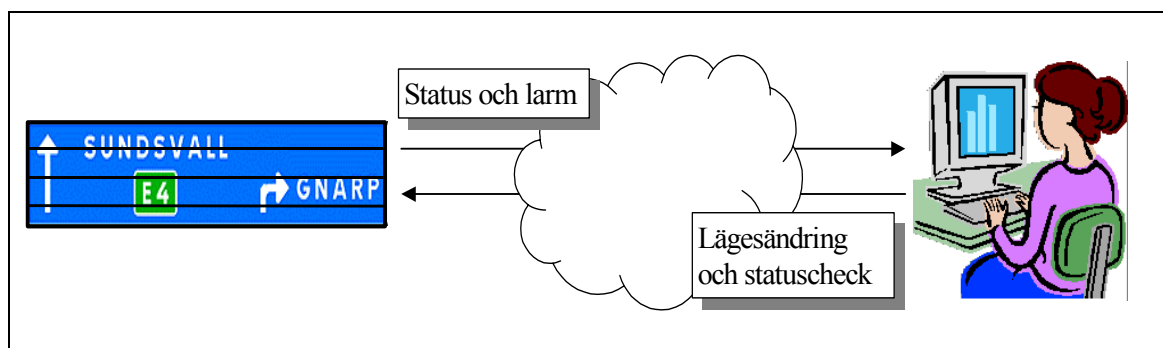 Status och larm
SUNDSVALL
E4
GNARP
Lägesändring
och statuscheck